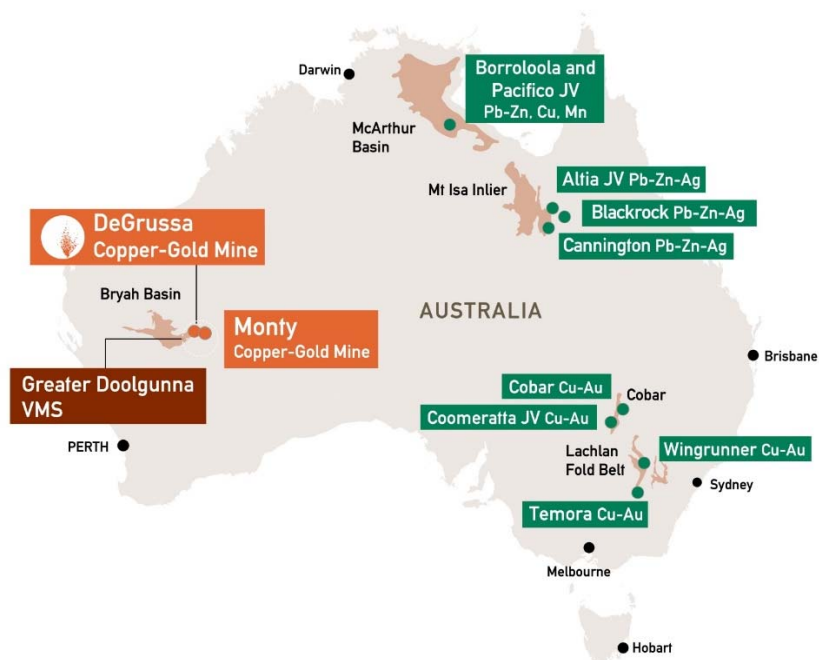 Darwin
Borroloola and
Pacifico JV
Pb-Zn, Cu, Mn
McArthur
Basin
Mt Isa Inlier
Altia JV Pb-Zn-Ag
Blackrock Pb-Zn-Ag
Cannington Pb-Zn-Ag
DeGrussa
Copper-Gold Mine
Bryah Basin
Monty
Copper-Gold Mine
Greater Doolgunna
VMS
PERTH
AUSTRALIA
Brisbane
Cobar Cu-Au
Cobar
Coomeratta JV Cu-Au
Lachlan
Fold Belt
Wingrunner Cu-Au
Sydney
Temora Cu-Au
Melbourne
Hobart